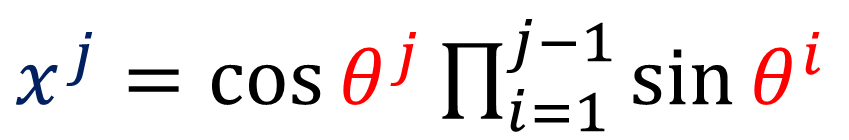 x^j = cos θ^j ∏_{i=1}^{j−1} sin θ^i